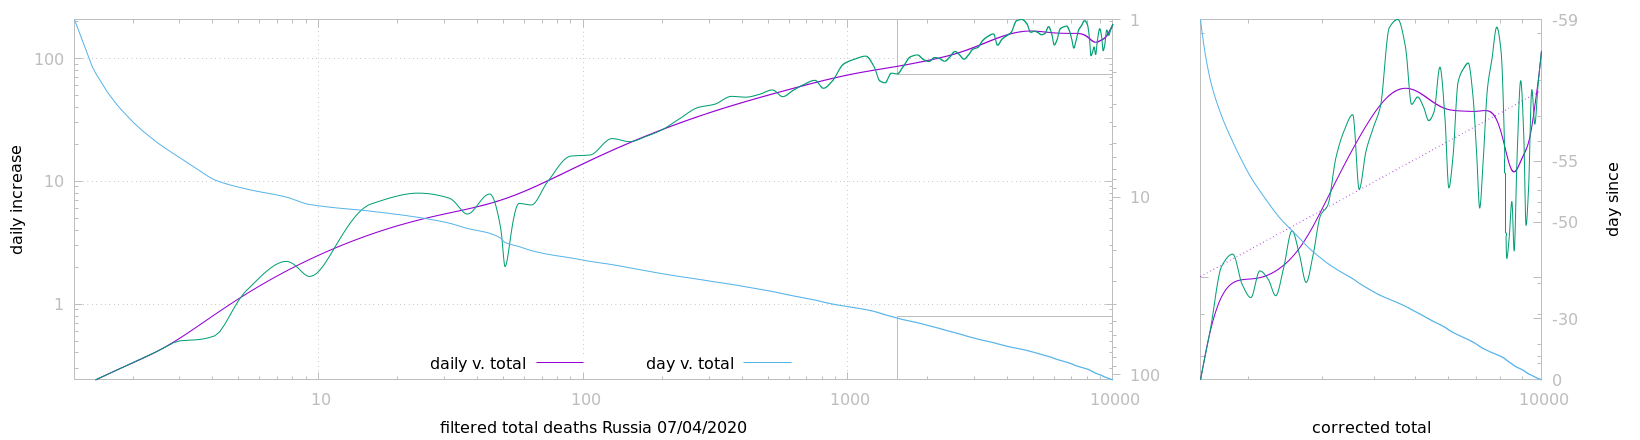 daily increase
100
10
1
daily v. total
day v. total
1
10
100
10
100
1000
10000
filtered total deaths Russia 07/04/2020
-59
-55
-50
-30
0
day since
10000
corrected total